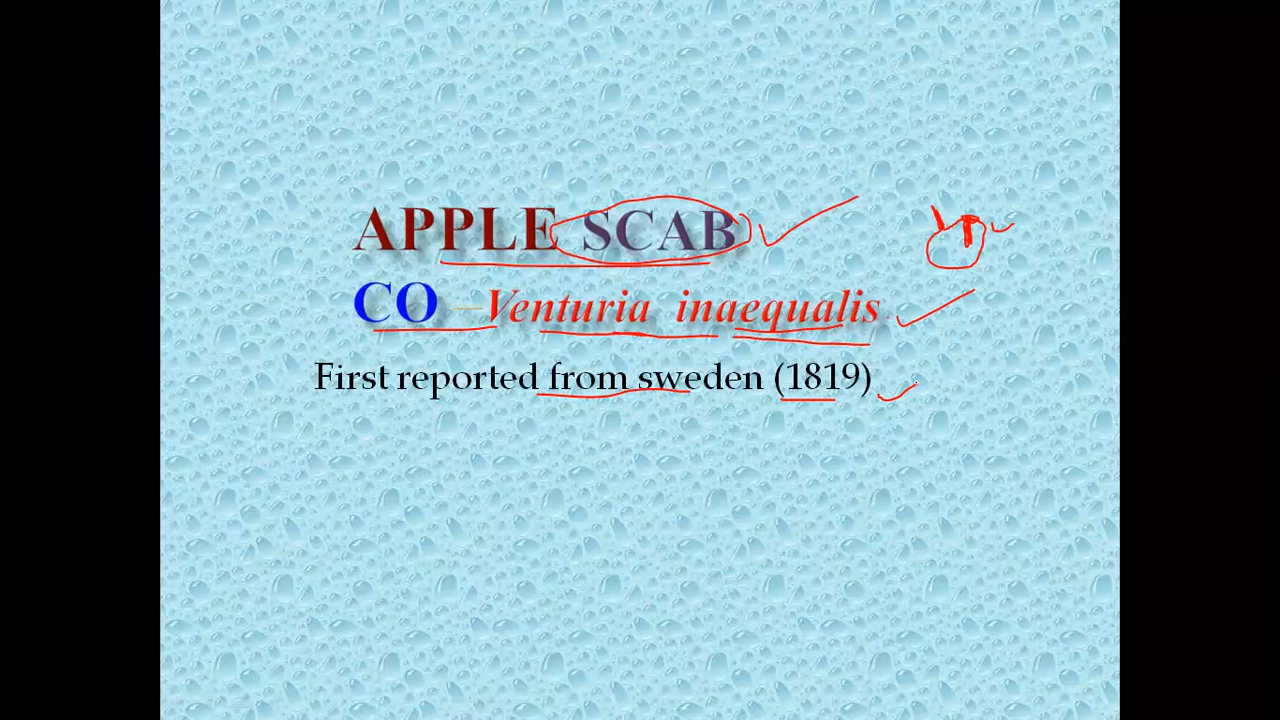 APPLE SCAB
CO – Venturia inaequalis
First reported from sweden (1819)